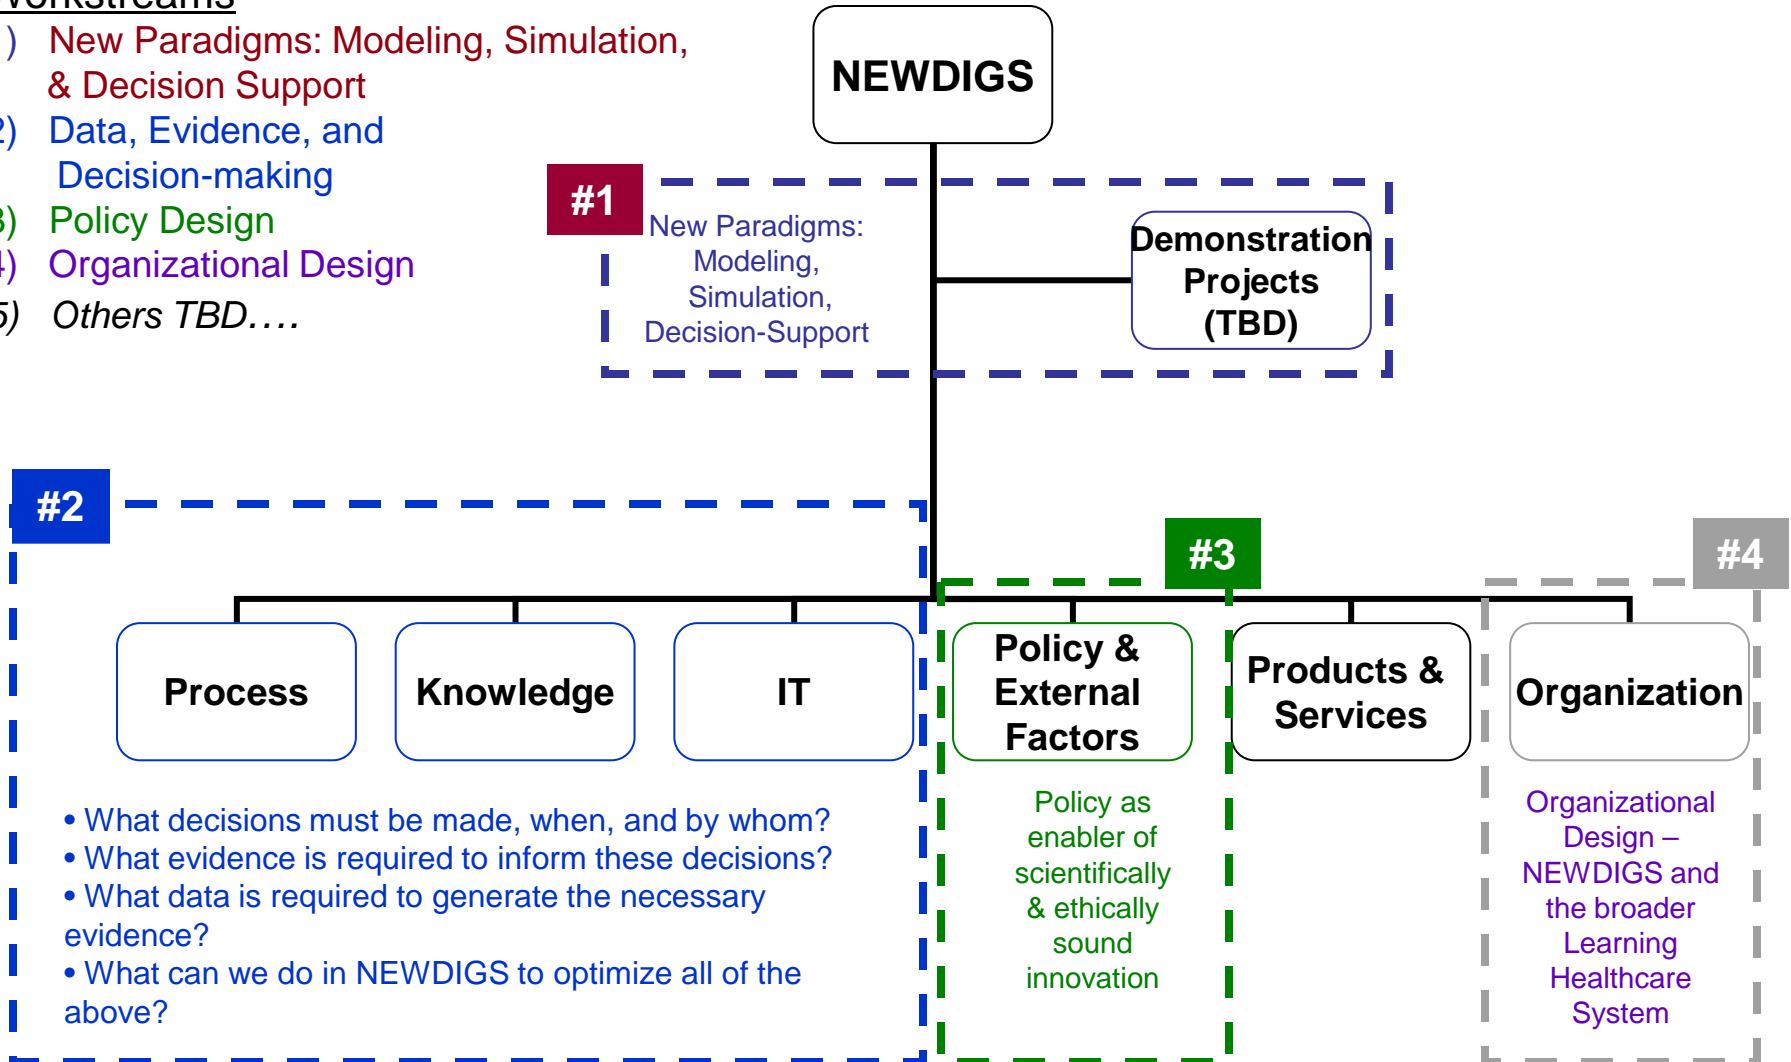 Workstreams
) New Paradigms: Modeling, Simulation,
& Decision Support
2) Data, Evidence, and
Decision-making
3) Policy Design
4) Organizational Design
5) Others TBD....
NEWDIGS
#1
New Paradigms:
Modeling,
Simulation,
Decision-Support
Demonstration
Projects
(TBD)
#2
#3
#4
Process
Knowledge
IT
Policy &
External
Factors
Products &
Services
Organization
• What decisions must be made, when, and by whom?
• What evidence is required to inform these decisions?
• What data is required to generate the necessary
evidence?
• What can we do in NEWDIGS to optimize all of the
above?
Policy as
enabler of
scientifically
& ethically
sound
innovation
Organizational
Design –
NEWDIGS and
the broader
Learning
Healthcare
System